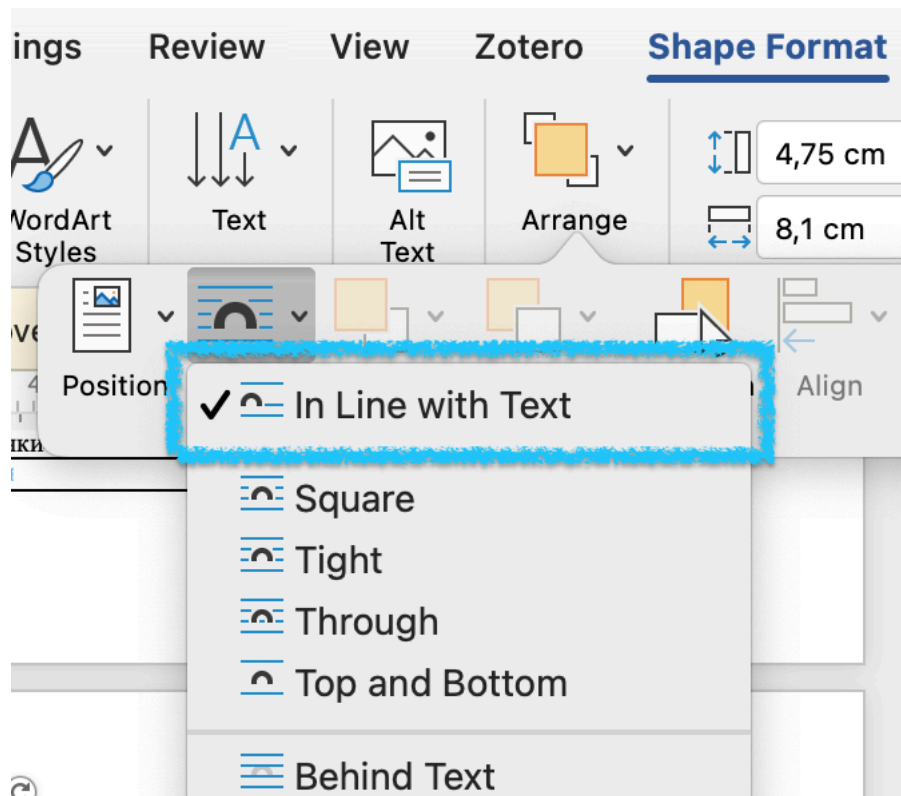 ings Review View Zotero Shape Format
WordArt
Styles
Text
Alt
Text
Arrange
4,75 cm
8,1 cm
Position
Align
In Line with Text
Square
Tight
Through
Top and Bottom
Behind Text